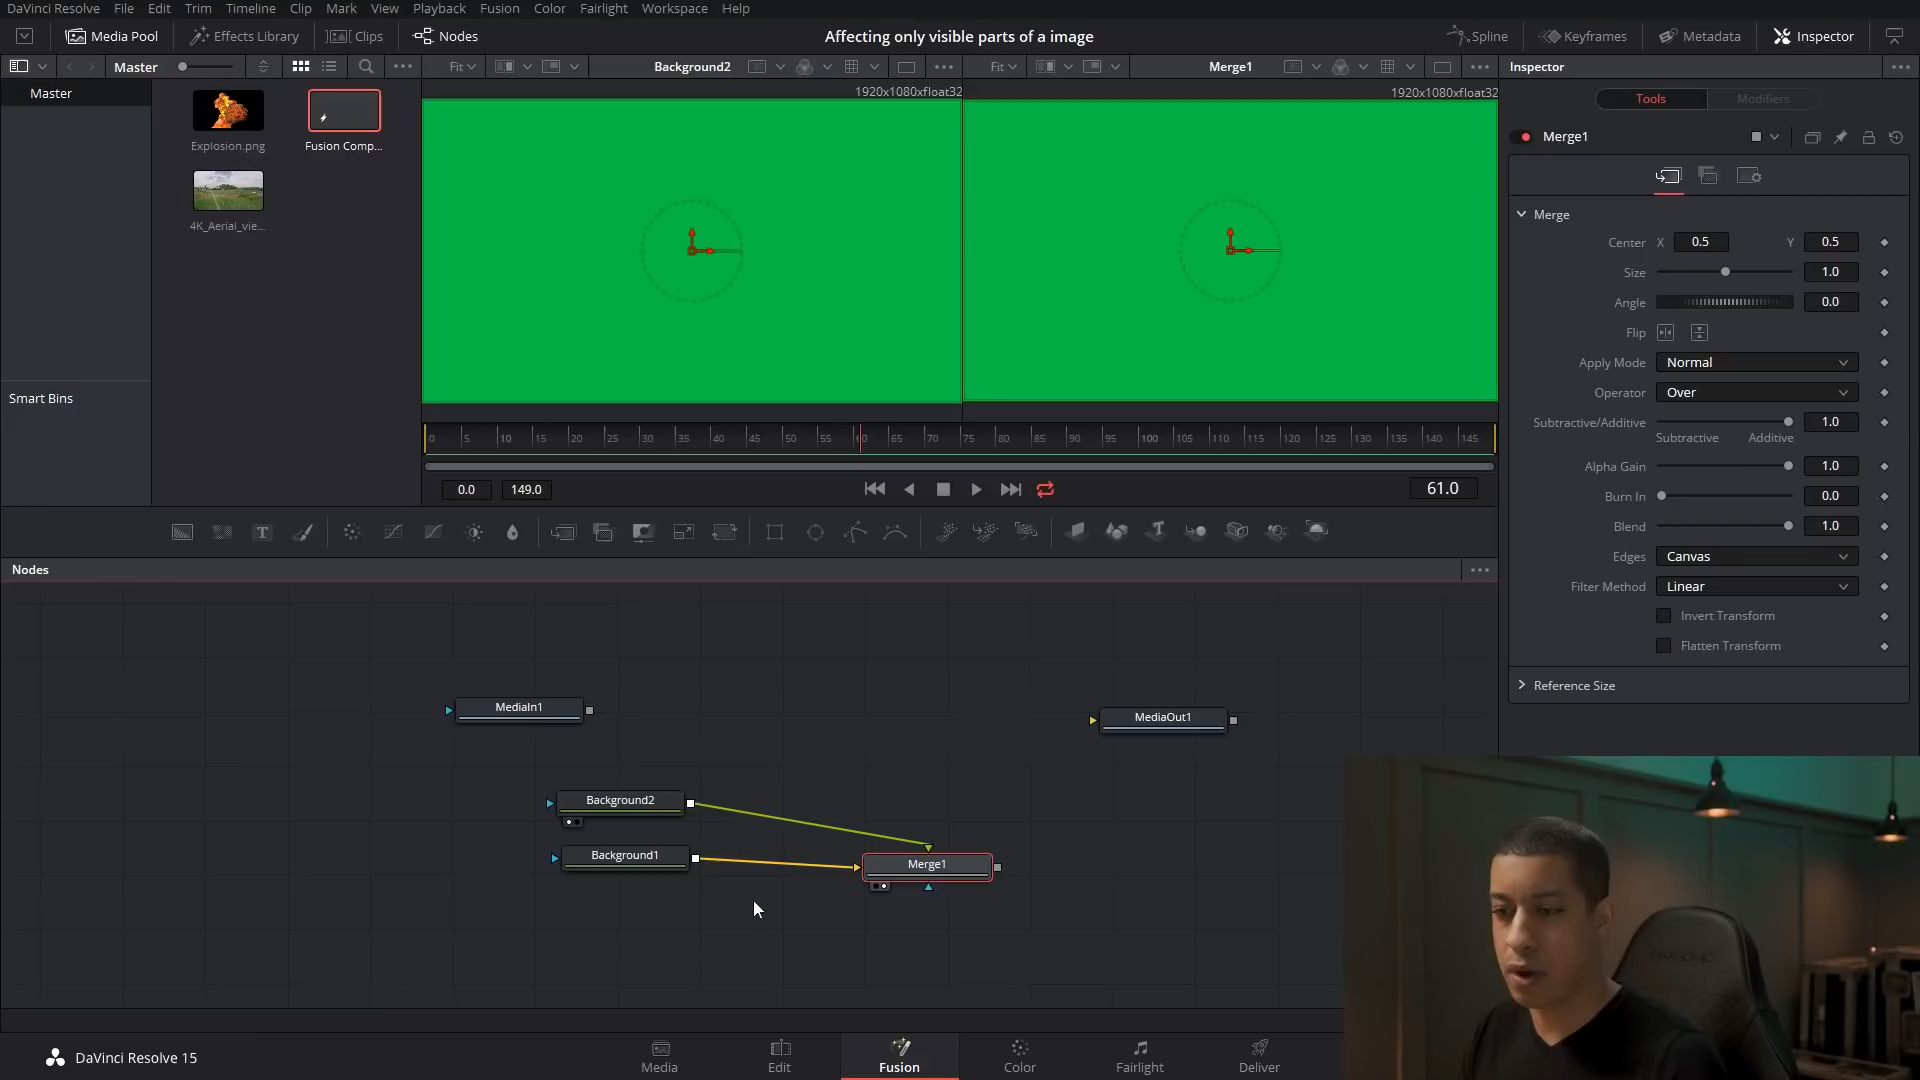 DaVinci Resolve File Edit Trim Timeline Clip Mark View Playback Fusion Color Fairlight Workspace Help
Media Pool Effects Library Clips Nodes Affecting only visible parts of a image Spline Keyframes Metadata Inspector
Master Fit Background2 Fit Merge1 Inspector
Master
1920x1080xfloat32 1920x1080xfloat32
Tools Modifiers
Explosion.png Fusion Comp...
4K_Aerial_vie...
Smart Bins
Merge1
Merge
Center X 0.5 Y 0.5
Size 1.0
Angle 0.0
Flip
Apply Mode Normal
Operator Over
Subtractive/Additive 1.0
Subtractive Additive
Alpha Gain 1.0
Burn In 0.0
Blend 1.0
Edges Canvas
Filter Method Linear
Invert Transform
Flatten Transform
Reference Size
0 5 10 15 20 25 30 35 40 45 50 55 60 65 70 75 80 85 90 95 100 105 110 115 120 125 130 135 140 145
0.0 149.0 61.0
T T
Nodes
MediaIn1
MediaOut1
Background2
Background1
Merge1
DaVinci Resolve 15
Media Edit Fusion Color Fairlight Deliver